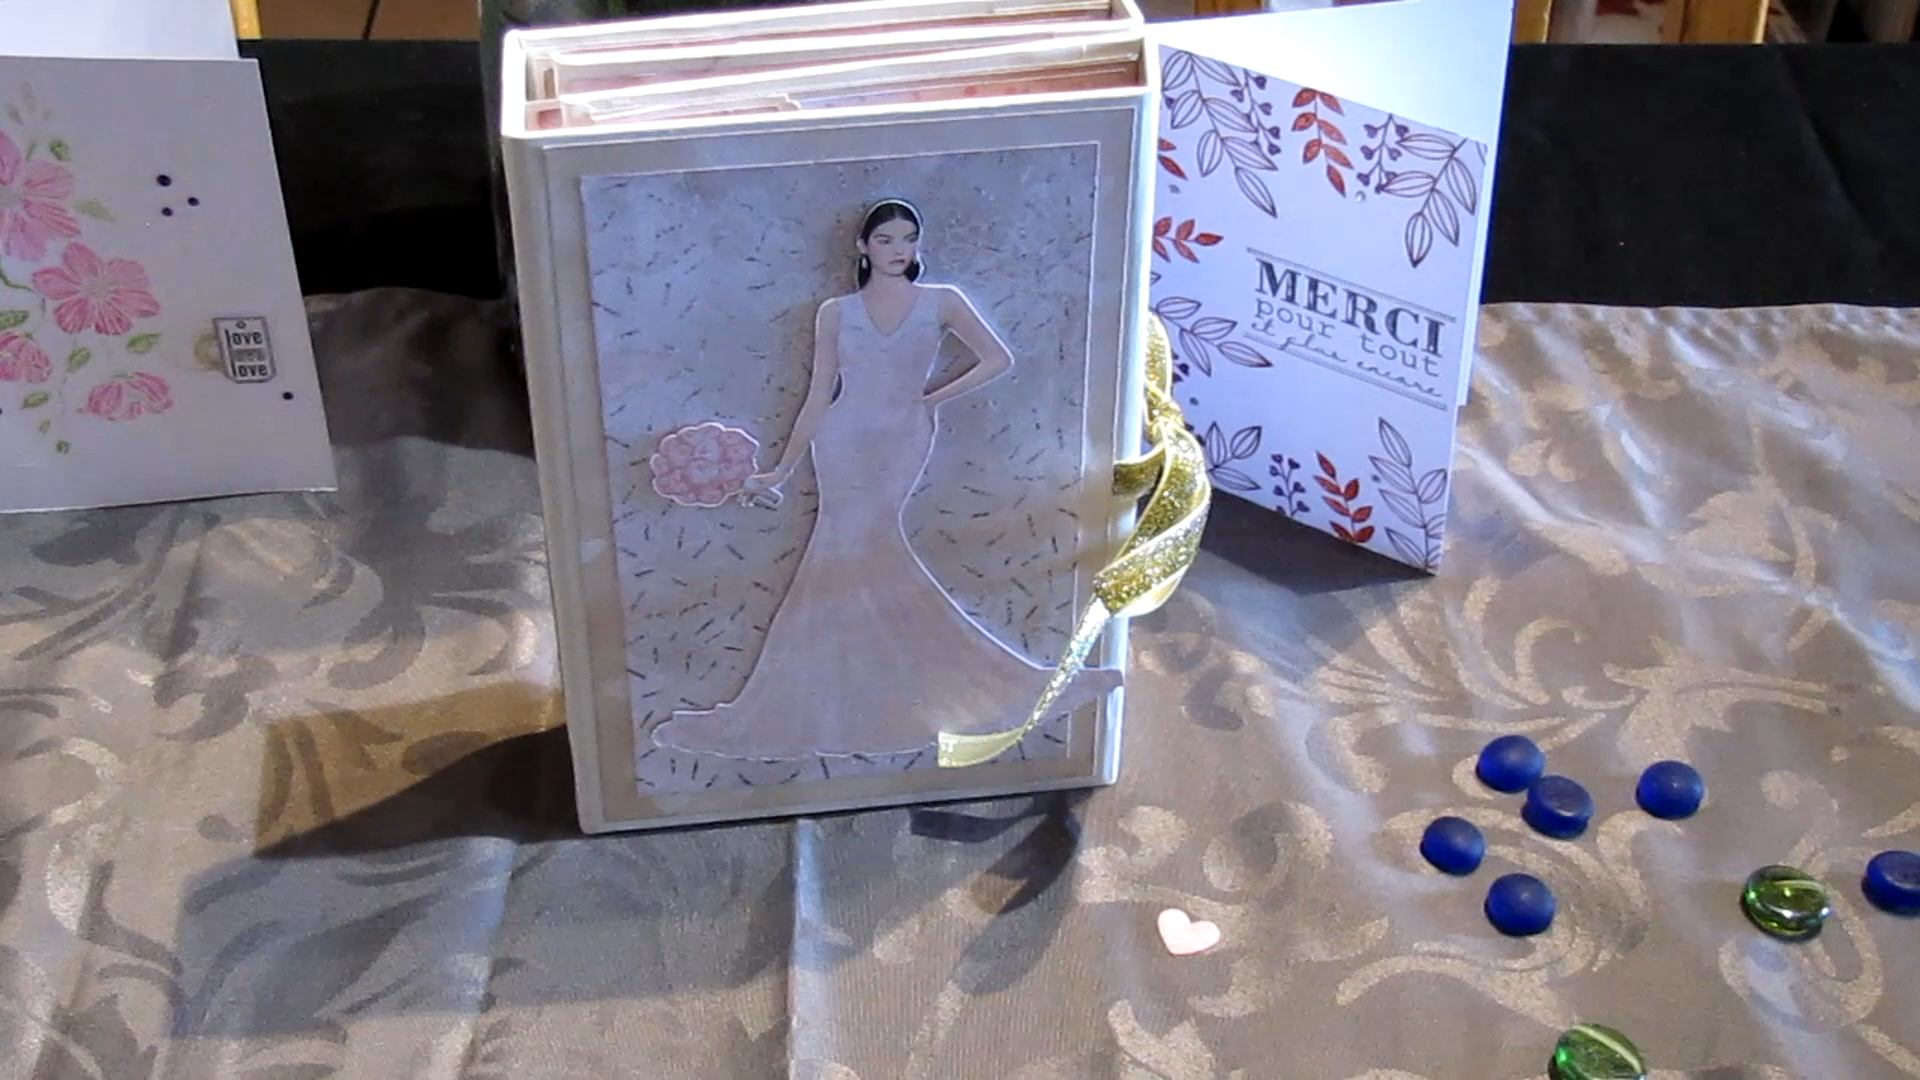 love
love
MERCI
pour tout
et plus encore